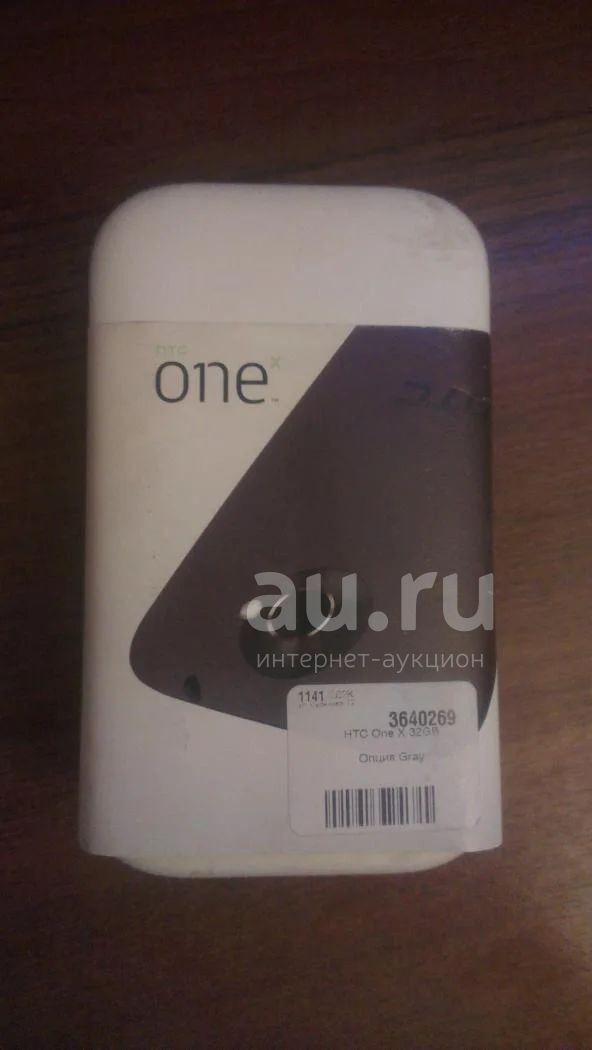 htc
one x
™
au.ru
интернет-аукцион
1141
3640269
HTC One X 32GB
Опция Gray